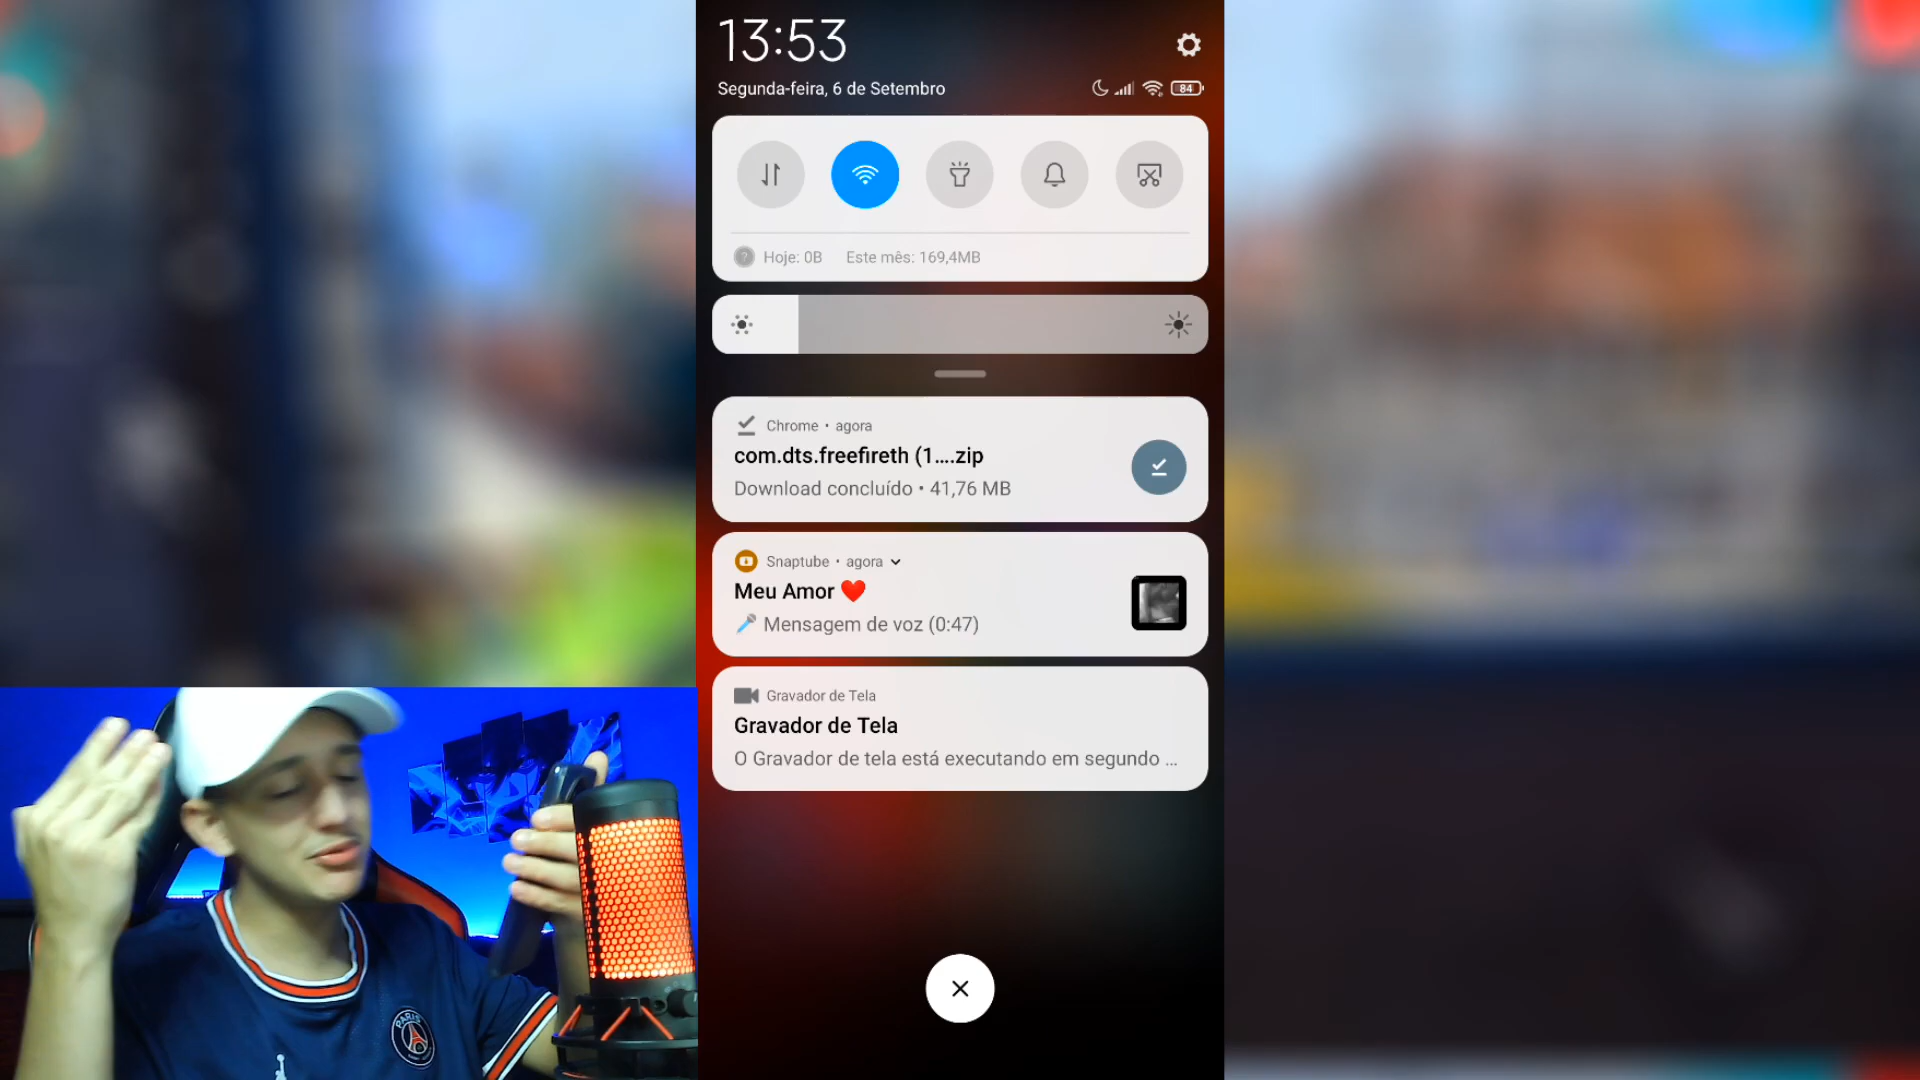 13:53
Segunda-feira, 6 de Setembro
84
Hoje: 0B Este mês: 169,4MB
Chrome • agora
com.dts.freefireth (1....zip
Download concluído • 41,76 MB
Snaptube • agora
Meu Amor ❤️
🎤 Mensagem de voz (0:47)
Gravador de Tela
Gravador de Tela
O Gravador de tela está executando em segundo ...
PARIS